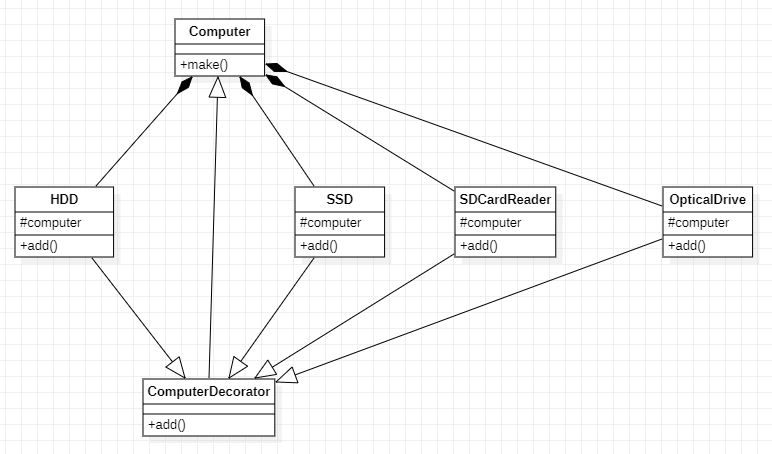 Computer
+make()
HDD
#computer
+add()
SSD
#computer
+add()
SDCardReader
#computer
+add()
OpticalDrive
#computer
+add()
ComputerDecorator
+add()